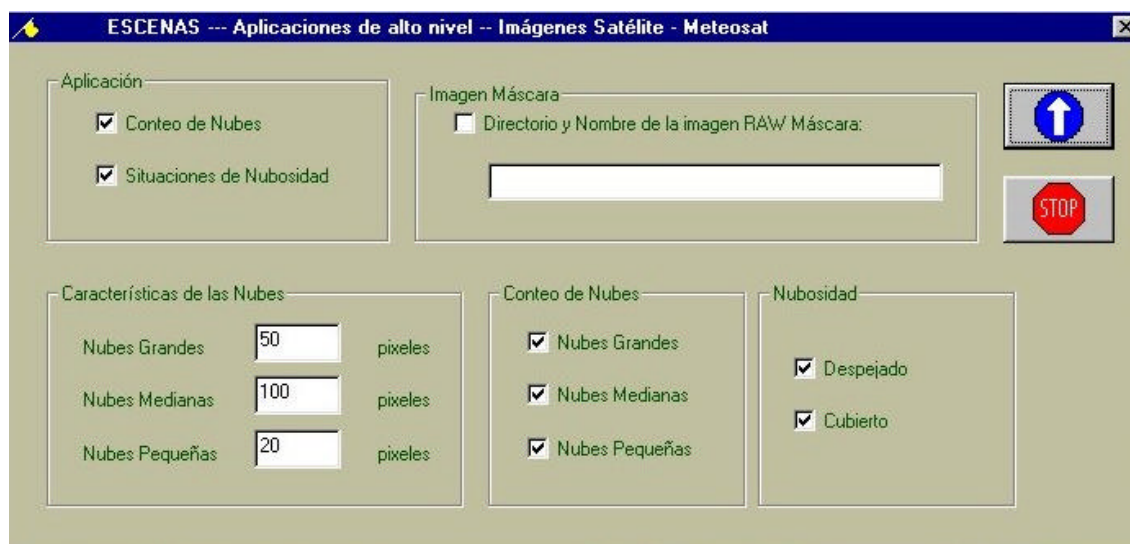 ESCENAS --- Aplicaciones de alto nivel -- Imágenes Satélite - Meteosat
Aplicación
Conteo de Nubes
Situaciones de Nubosidad
Imagen Máscara
Directorio y Nombre de la imagen RAW Máscara:
STOP
Características de las Nubes
Nubes Grandes 50 pixeles
Nubes Medianas 100 pixeles
Nubes Pequeñas 20 pixeles
Conteo de Nubes
Nubes Grandes
Nubes Medianas
Nubes Pequeñas
Nubosidad
Despejado
Cubierto